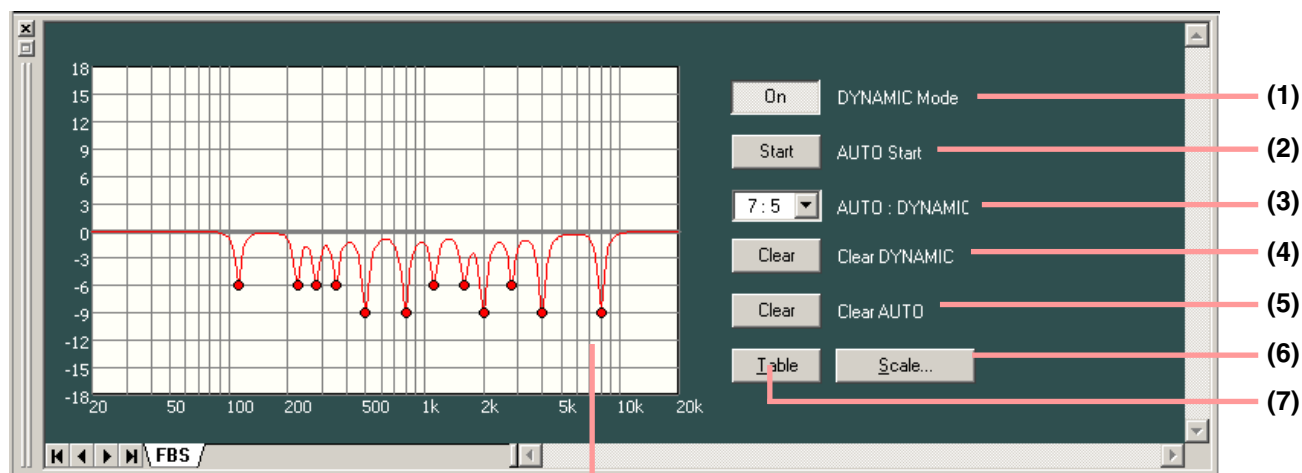 18
15
12
9
6
3
0
-3
-6
-9
-12
-15
-18
20 50 100 200 500 1k 2k 5k 10k 20k
On DYNAMIC Mode (1)
Start AUTO Start (2)
7 : 5 AUTO : DYNAMIC (3)
Clear Clear DYNAMIC (4)
Clear Clear AUTO (5)
Table Scale... (6)
(7)
FBS